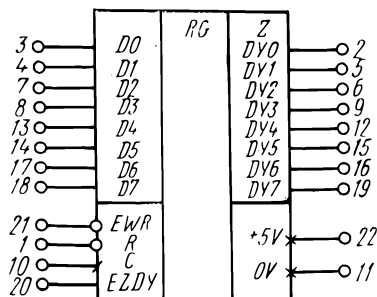 RG Z
3 D0 DY0 2
4 D1 DY1 5
7 D2 DY2 6
8 D3 DY3 9
13 D4 DY4 12
14 D5 DY5 15
17 D6 DY6 16
18 D7 DY7 19
21 EWR
1 R +5V 22
10 C
20 EZDY 0V 11